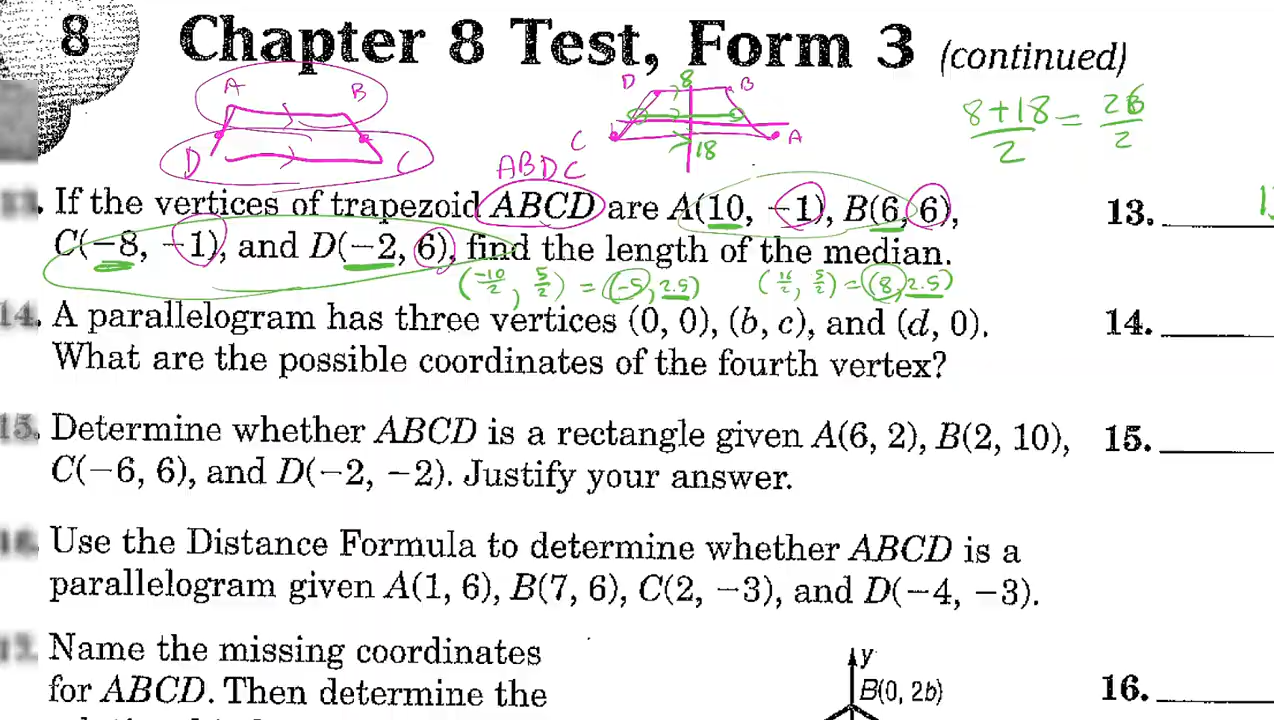 8 Chapter 8 Test, Form 3 (continued)
A B
D C
D 8 B
C 18 A
8+18/2 = 26/2
ABDC
13. If the vertices of trapezoid ABCD are A(10, −1), B(6, 6), 13.
C(−8, −1), and D(−2, 6), find the length of the median.
(−10/2, 5/2) = (−5, 2.5) (16/2, 5/2) = (8, 2.5)
14. A parallelogram has three vertices (0, 0), (b, c), and (d, 0). 14.
What are the possible coordinates of the fourth vertex?
15. Determine whether ABCD is a rectangle given A(6, 2), B(2, 10), 15.
C(−6, 6), and D(−2, −2). Justify your answer.
16. Use the Distance Formula to determine whether ABCD is a
parallelogram given A(1, 6), B(7, 6), C(2, −3), and D(−4, −3).
17. Name the missing coordinates
y
for ABCD. Then determine the
B(0, 2b) 16.